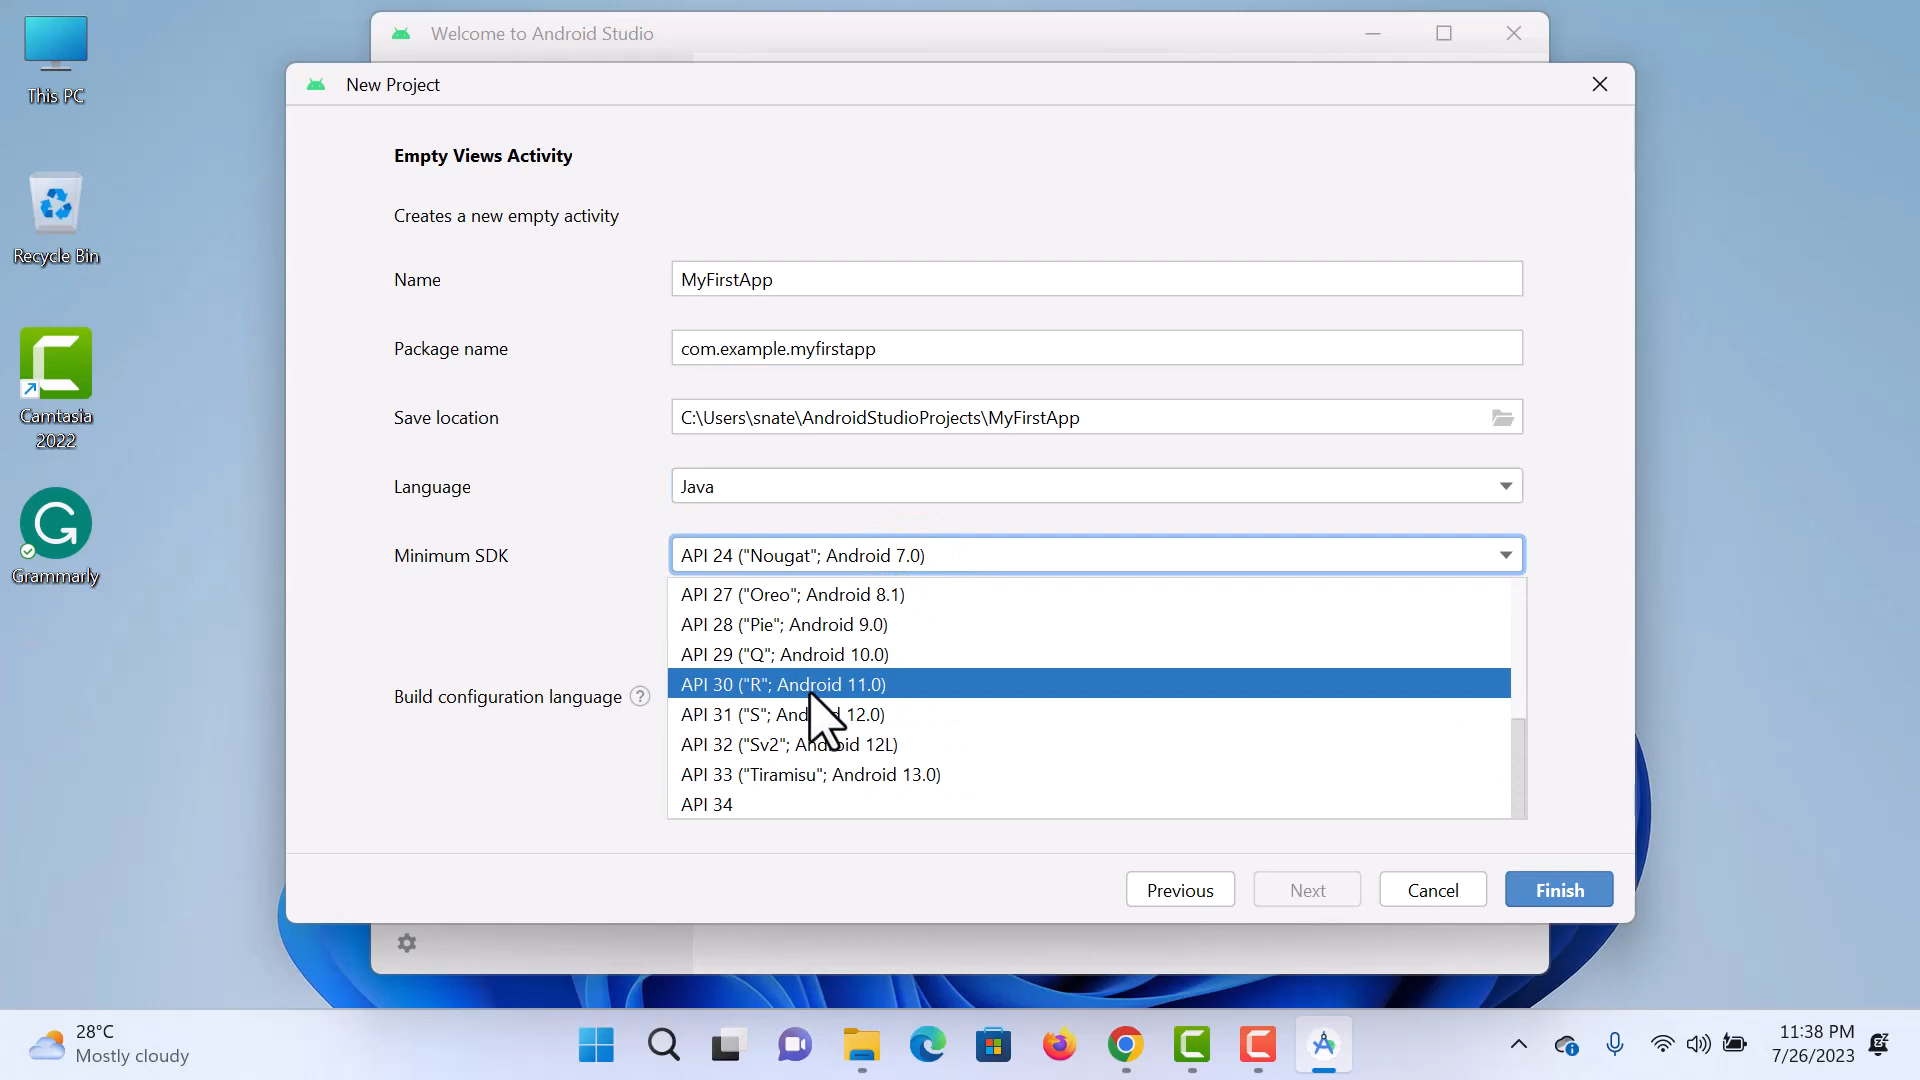 This PC
Recycle Bin
Camtasia
2022
Grammarly
Welcome to Android Studio
New Project
Empty Views Activity
Creates a new empty activity
Name
MyFirstApp
Package name
com.example.myfirstapp
Save location
C:\Users\snate\AndroidStudioProjects\MyFirstApp
Language
Java
Minimum SDK
API 24 ("Nougat"; Android 7.0)
API 27 ("Oreo"; Android 8.1)
API 28 ("Pie"; Android 9.0)
API 29 ("Q"; Android 10.0)
API 30 ("R"; Android 11.0)
API 31 ("S"; Android 12.0)
API 32 ("Sv2"; Android 12L)
API 33 ("Tiramisu"; Android 13.0)
API 34
Build configuration language ?
Previous
Next
Cancel
Finish
28°C
Mostly cloudy
11:38 PM
7/26/2023